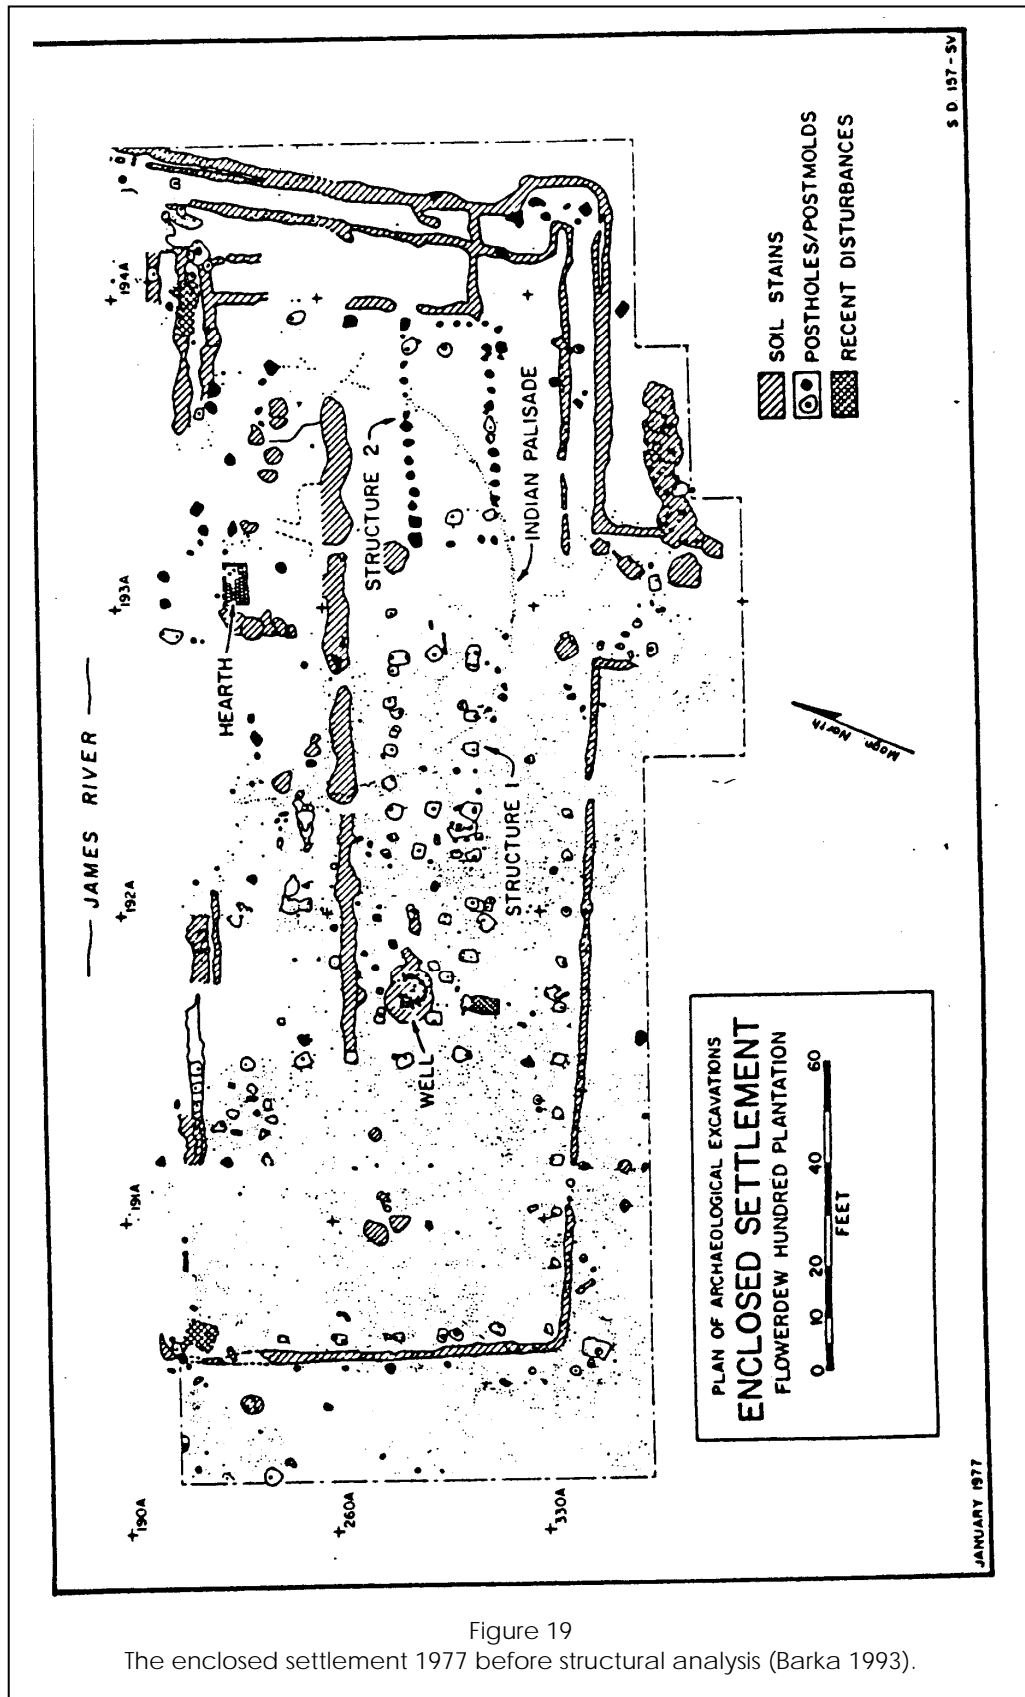 S.D. 157-SV
JAMES RIVER
+190A
+191A
+192A
+193A
+194A
+260A
+330A
HEARTH
STRUCTURE 2
INDIAN PALISADE
STRUCTURE 1
WELL
Magn. North
SOIL STAINS
POSTHOLES/POSTMOLDS
RECENT DISTURBANCES
PLAN OF ARCHAEOLOGICAL EXCAVATIONS
ENCLOSED SETTLEMENT
FLOWERDEW HUNDRED PLANTATION
0 10 20 40 60
FEET
JANUARY 1977
Figure 19
The enclosed settlement 1977 before structural analysis (Barka 1993).